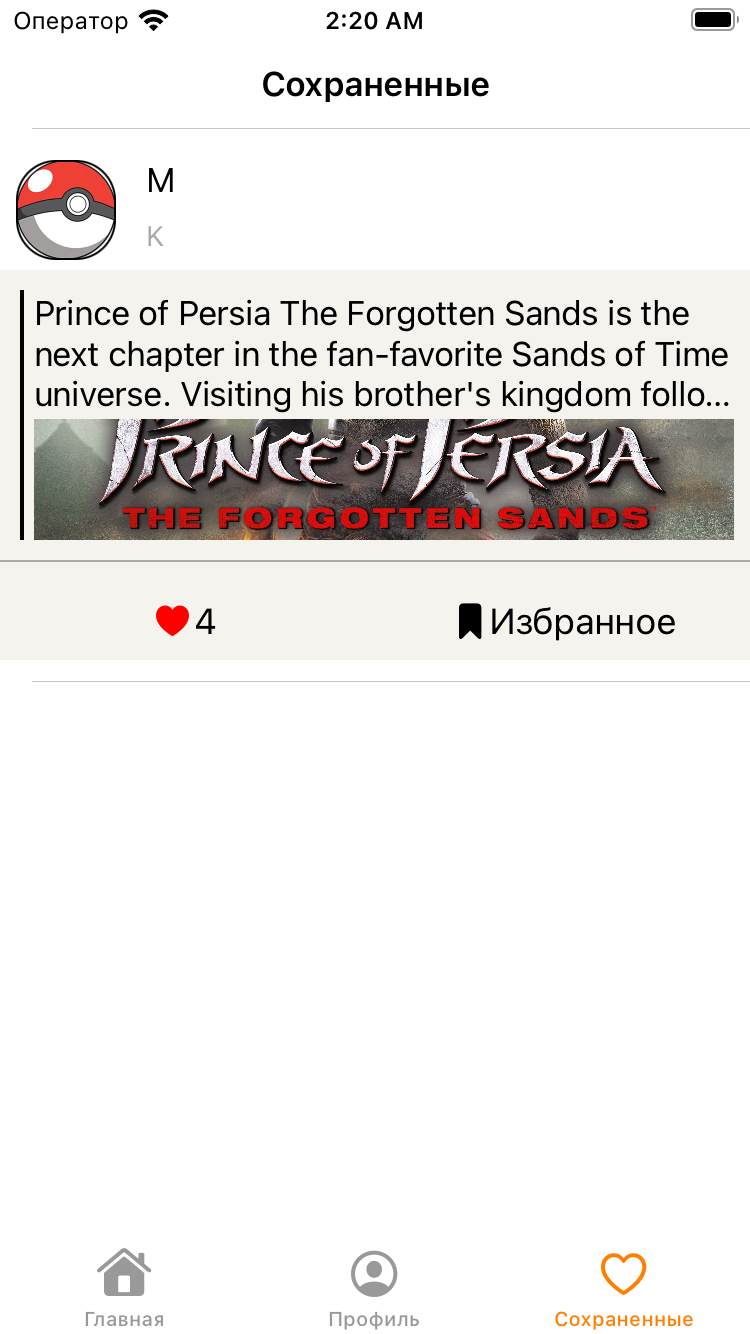 Оператор 2:20 AM
Сохраненные
M
K
Prince of Persia The Forgotten Sands is the
next chapter in the fan-favorite Sands of Time
universe. Visiting his brother's kingdom follo...
PRINCE OF PERSIA
THE FORGOTTEN SANDS
4 Избранное
Главная Профиль Сохраненные